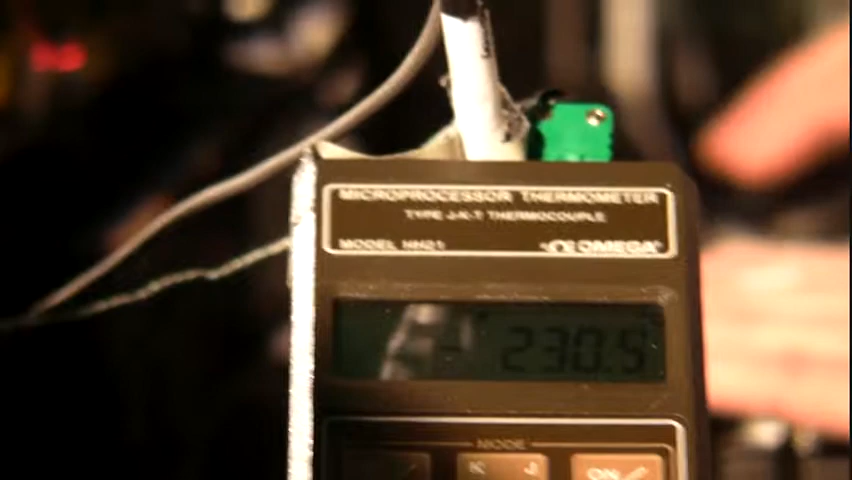 MICROPROCESSOR THERMOMETER
TYPE J-K-T THERMOCOUPLE
MODEL HH21 OMEGA
- 230.5
MODE
K J ON